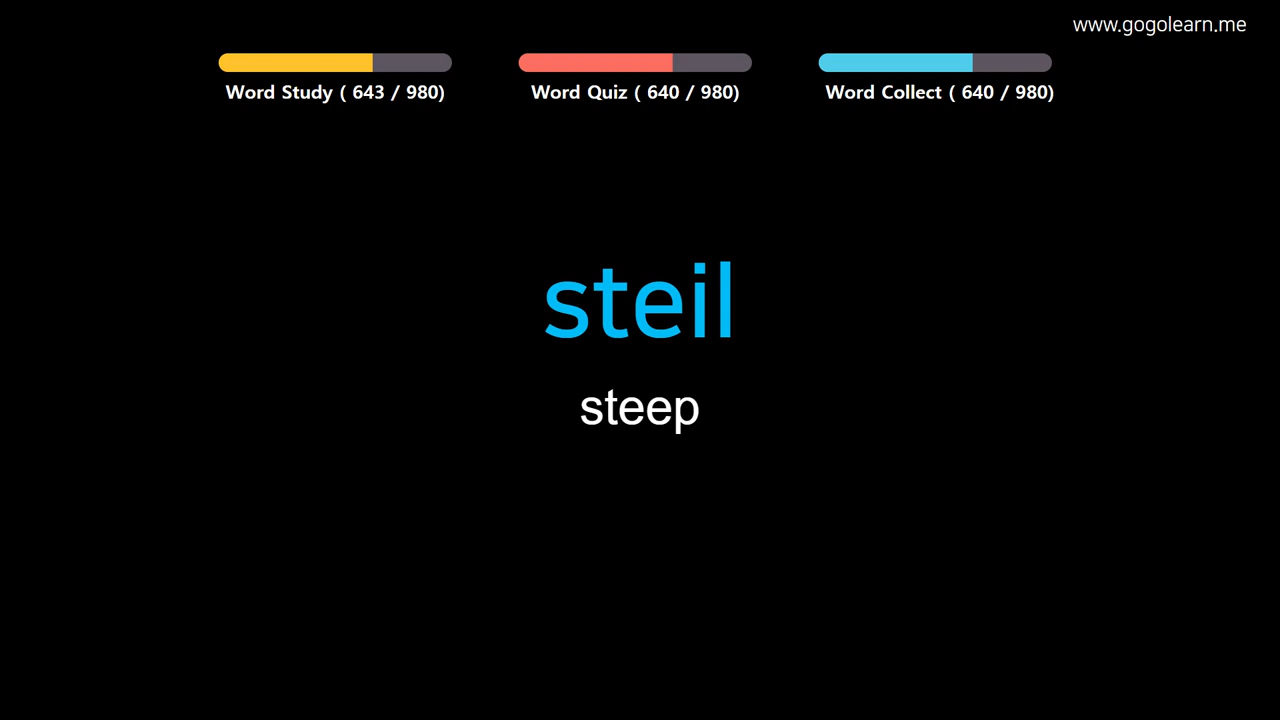 www.gogolearn.me
Word Study ( 643 / 980)
Word Quiz ( 640 / 980)
Word Collect ( 640 / 980)
steil
steep